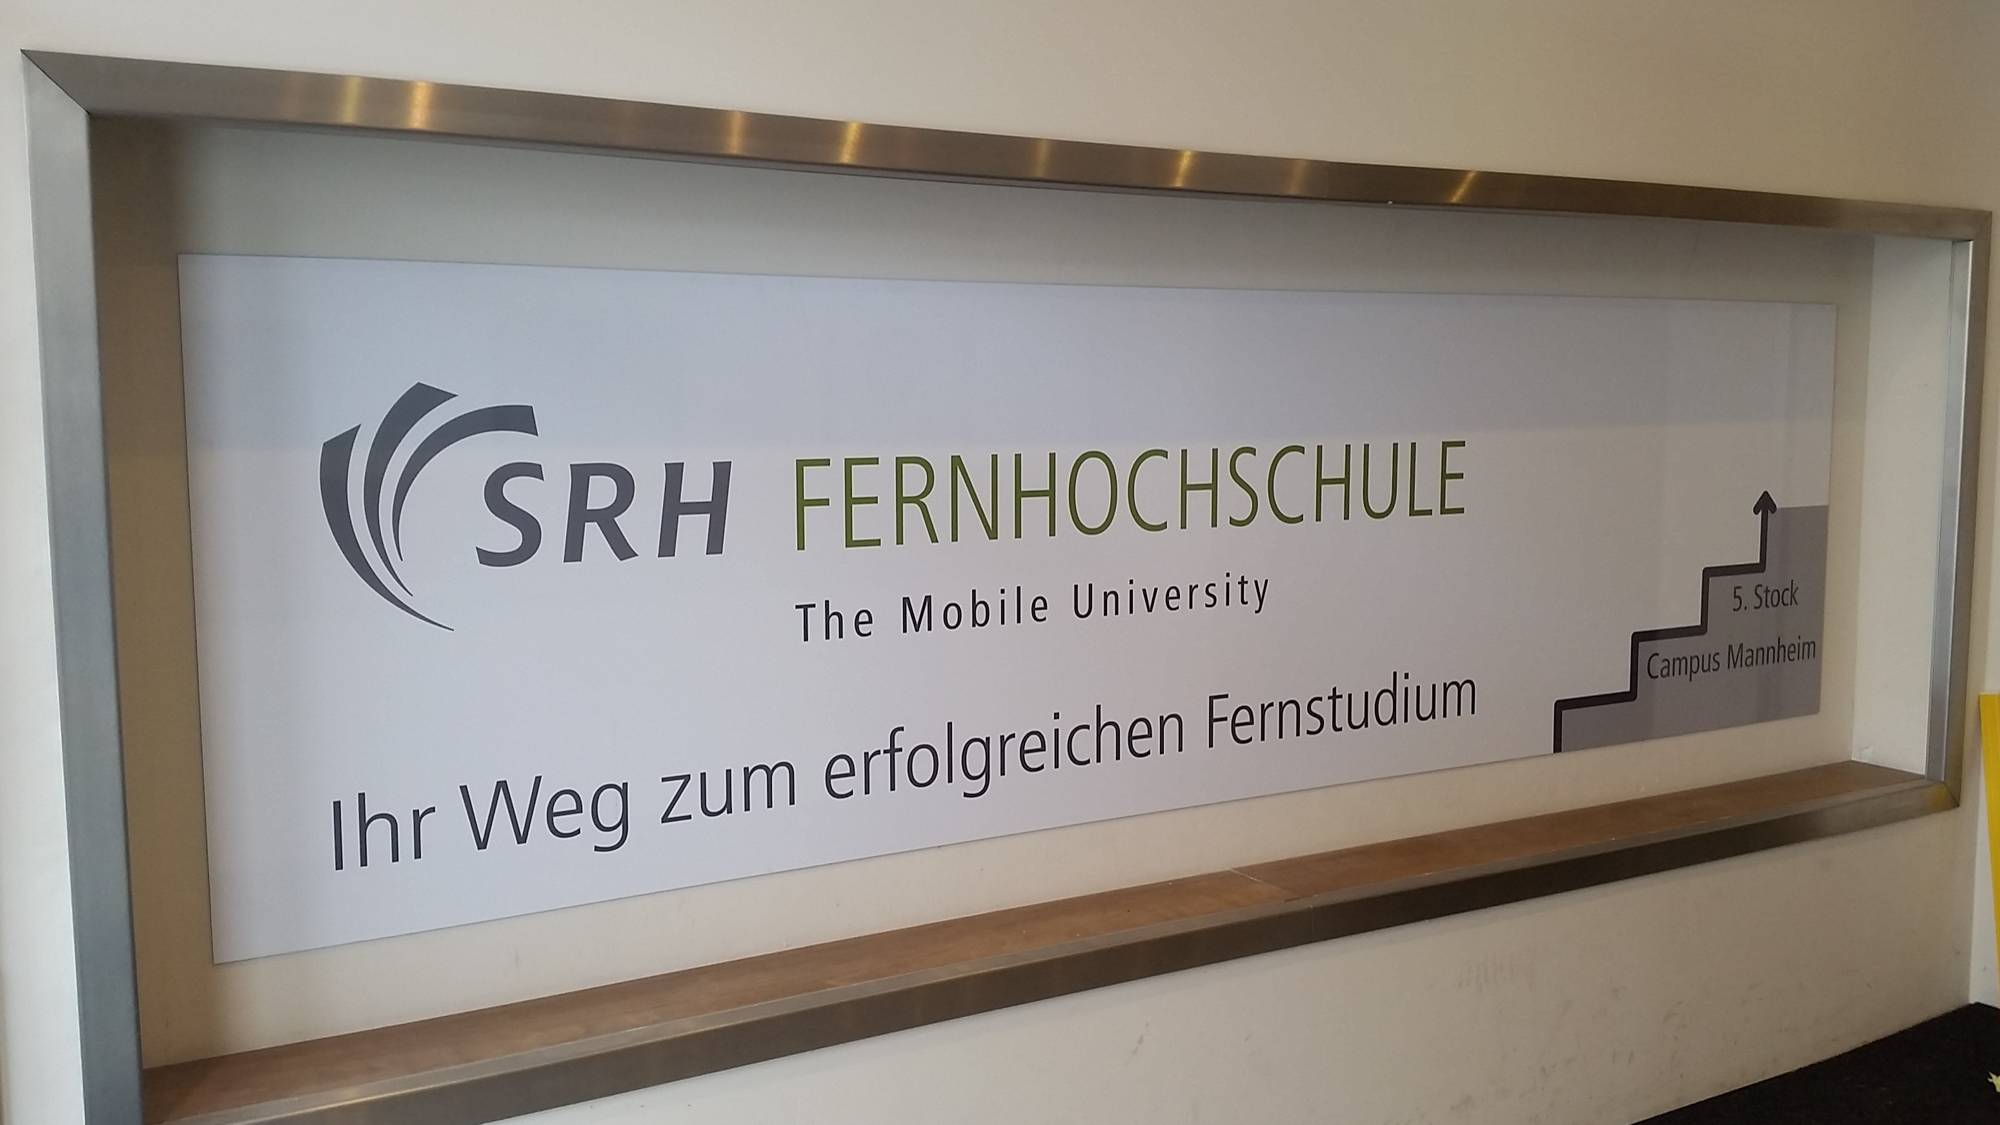 SRH FERNHOCHSCHULE
The Mobile University
Ihr Weg zum erfolgreichen Fernstudium
5. Stock
Campus Mannheim